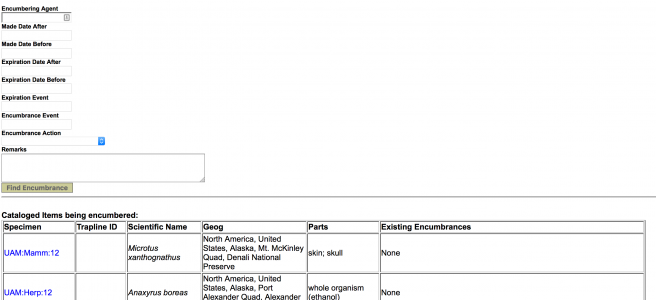 Encumbering Agent
Made Date After
Made Date Before
Expiration Date After
Expiration Date Before
Expiration Event
Encumbrance Event
Encumbrance Action
Remarks
Find Encumbrance
Cataloged Items being encumbered:
Specimen Trapline ID Scientific Name Geog Parts Existing Encumbrances
UAM:Mamm:12 Microtus xanthognathus North America, United States, Alaska, Mt. McKinley Quad, Denali National Preserve skin; skull None
UAM:Herp:12 Anaxyrus boreas North America, United States, Alaska, Port Alexander Quad, Alexander whole organism (ethanol) None